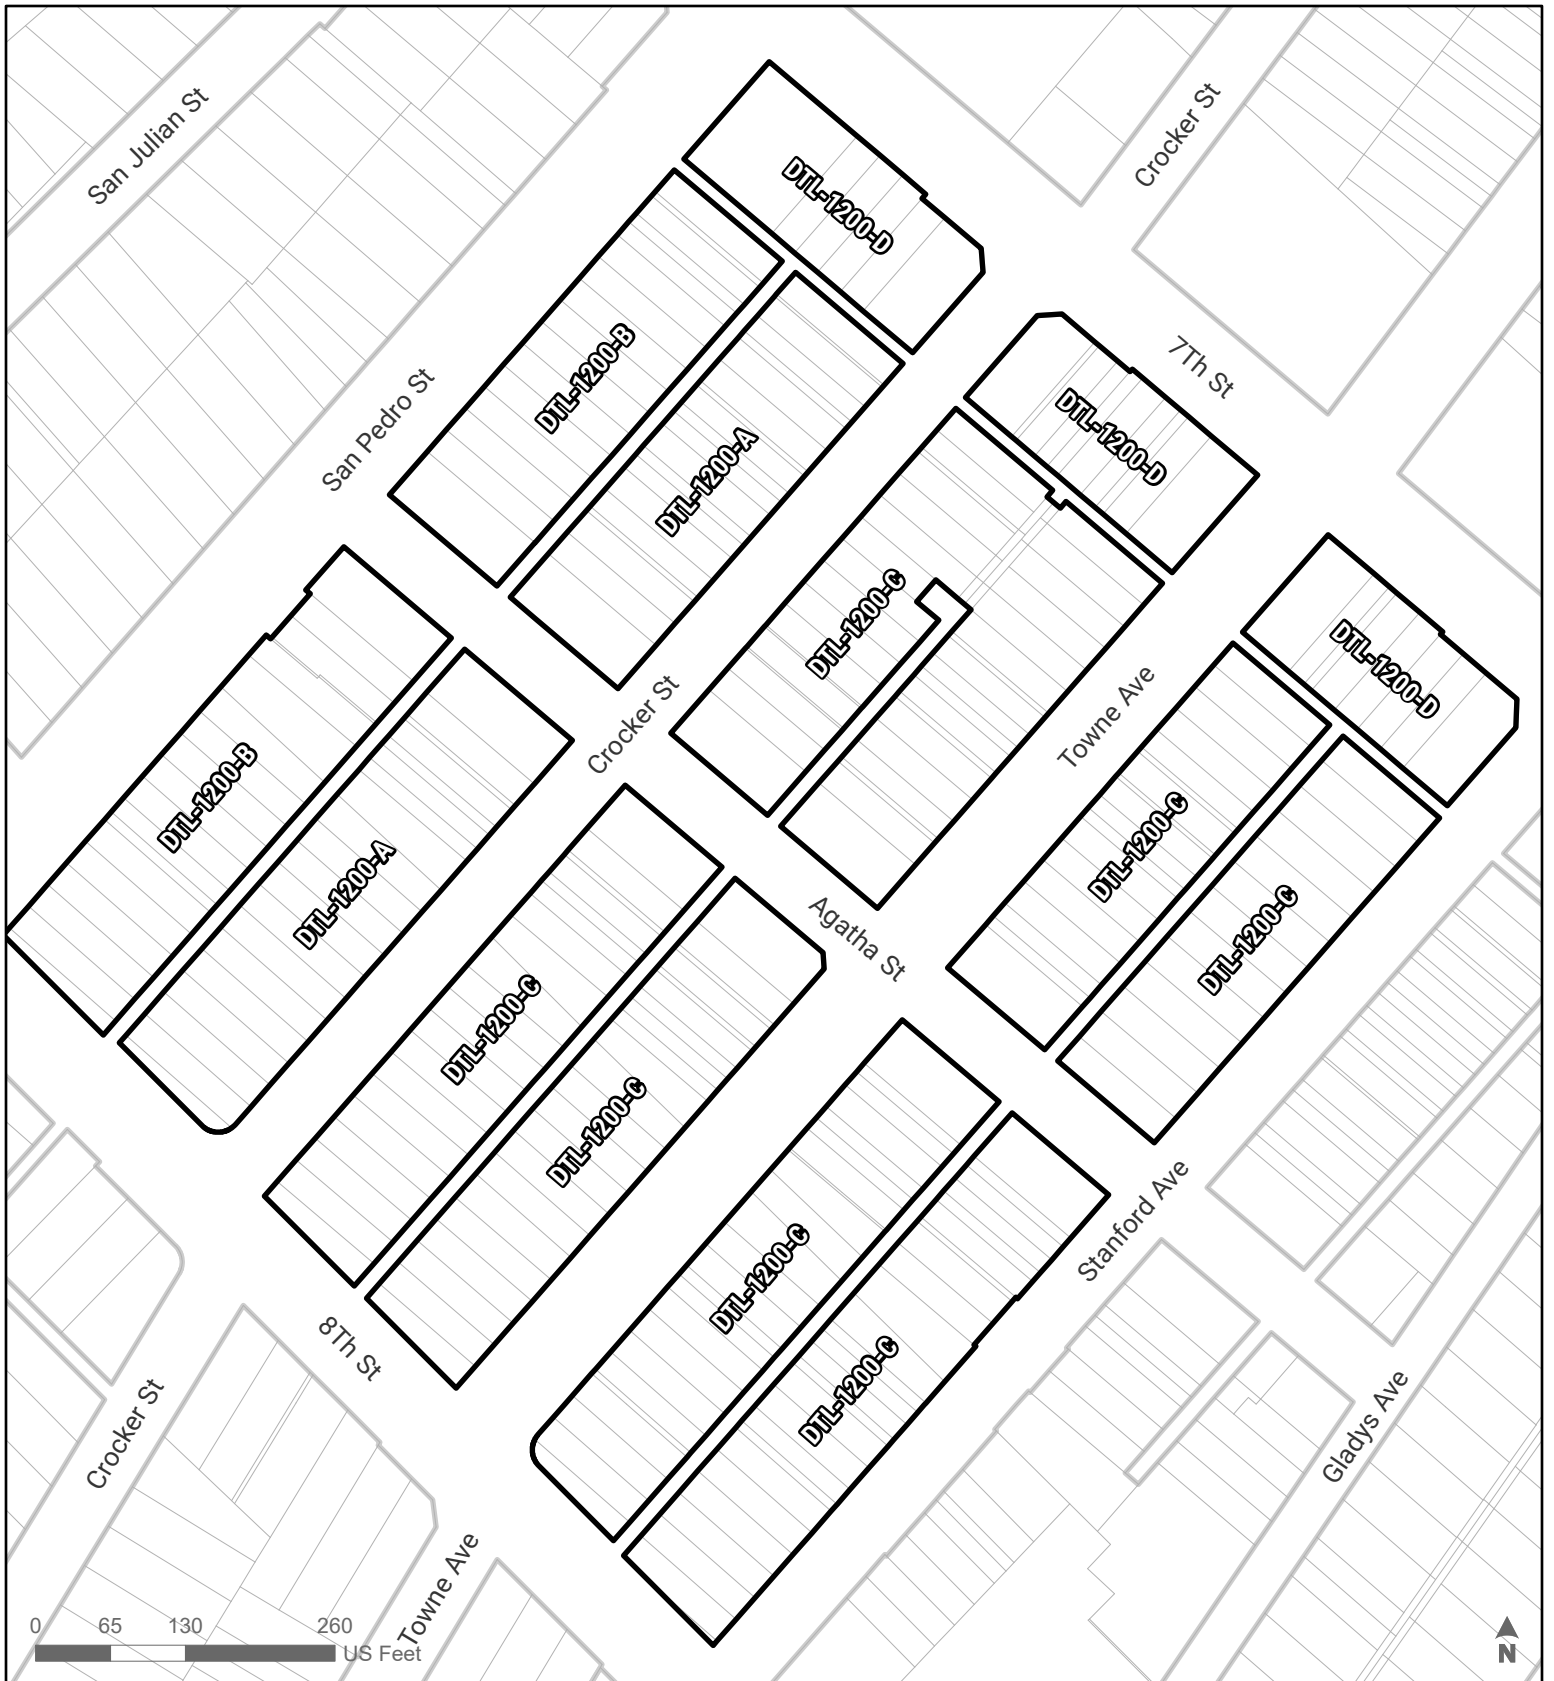 San Julian St
Crocker St
DTL-1200-D
7Th St
DTL-1200-B
San Pedro St
DTL-1200-D
DTL-1200-A
DTL-1200-C
DTL-1200-D
Crocker St
Towne Ave
DTL-1200-B
DTL-1200-C
DTL-1200-A
Agatha St
DTL-1200-C
DTL-1200-C
DTL-1200-C
Stanford Ave
DTL-1200-C
8Th St
DTL-1200-C
Crocker St
Gladys Ave
Towne Ave
0 65 130 260
US Feet
N